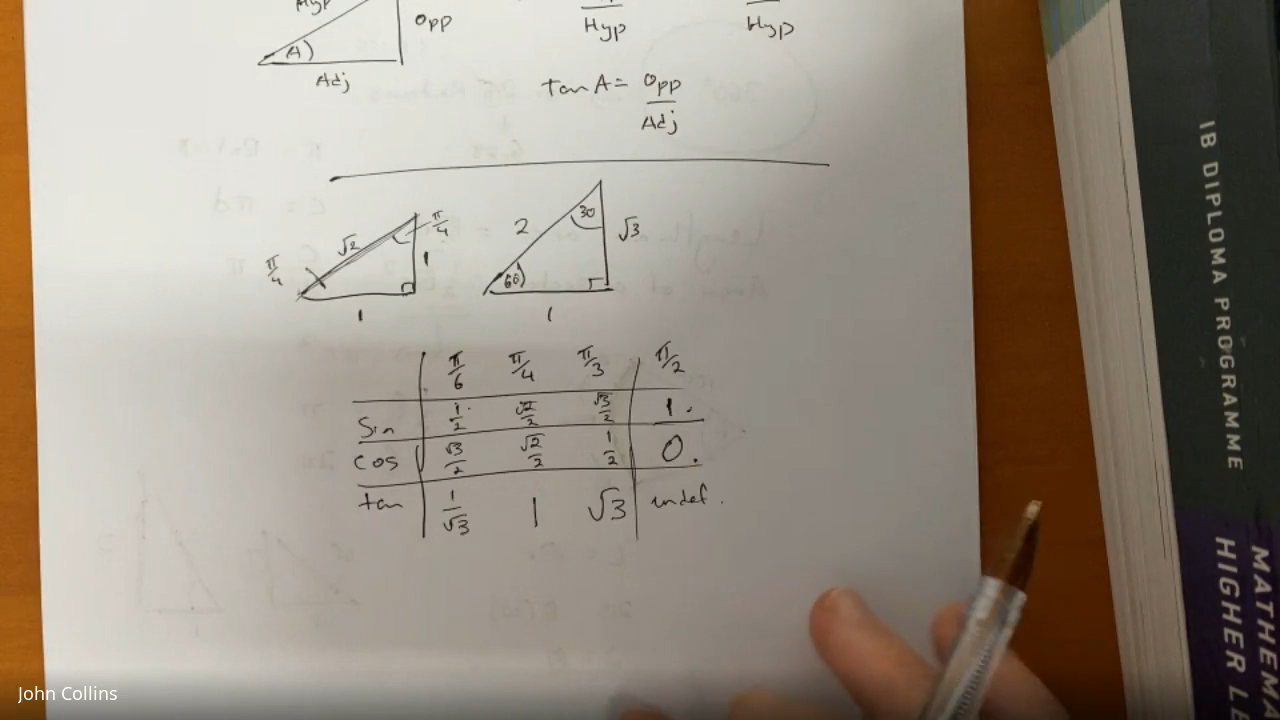 Hyp
Opp
A
Adj
Hyp
Hyp
tan A = Opp
Adj
π/4
√2
π/4
1
1
2
30
√3
60
1
π/6 π/4 π/3 π/2
Sin 1/2 √2/2 √3/2 1.
cos √3/2 √2/2 1/2 0.
tan 1/√3 1 √3 undef.
IB DIPLOMA PROGRAMME
MATHEMA
HIGHER LE
John Collins